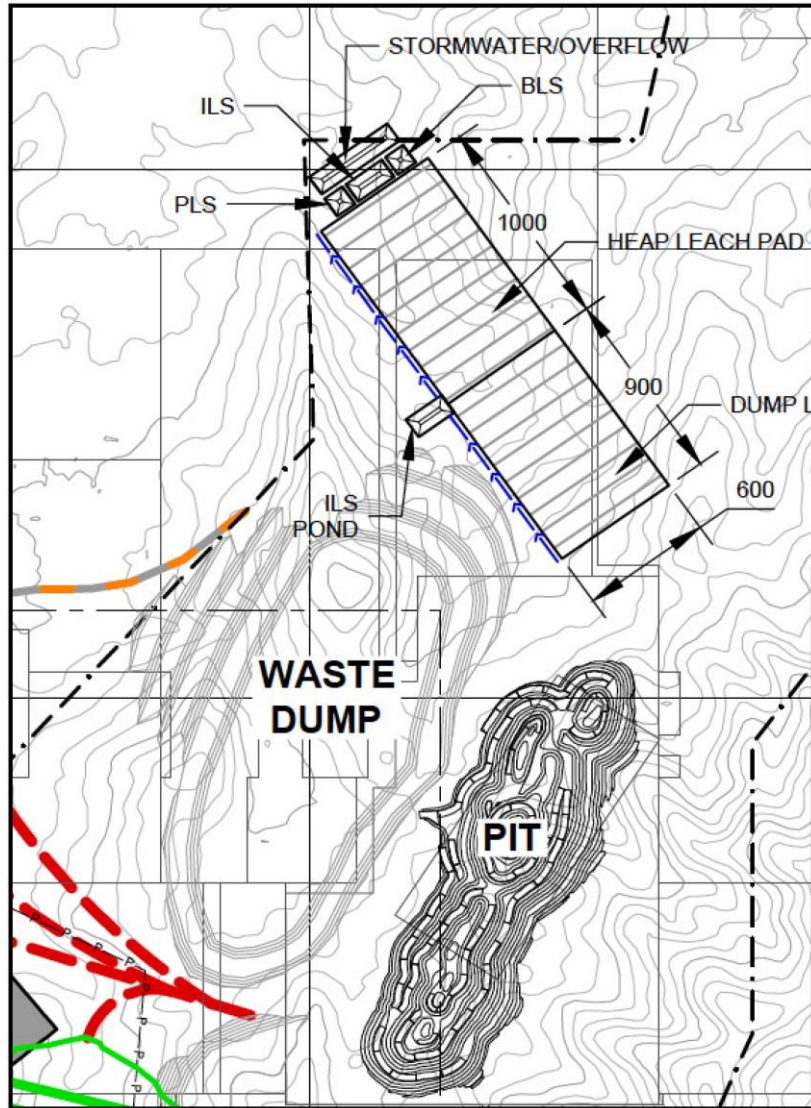 STORMWATER/OVERFLOW
BLS
ILS
PLS
1000
HEAP LEACH PAD
900
DUMP L
600
ILS
POND
WASTE
DUMP
PIT
P
P
P
P
P
P
P
P
P